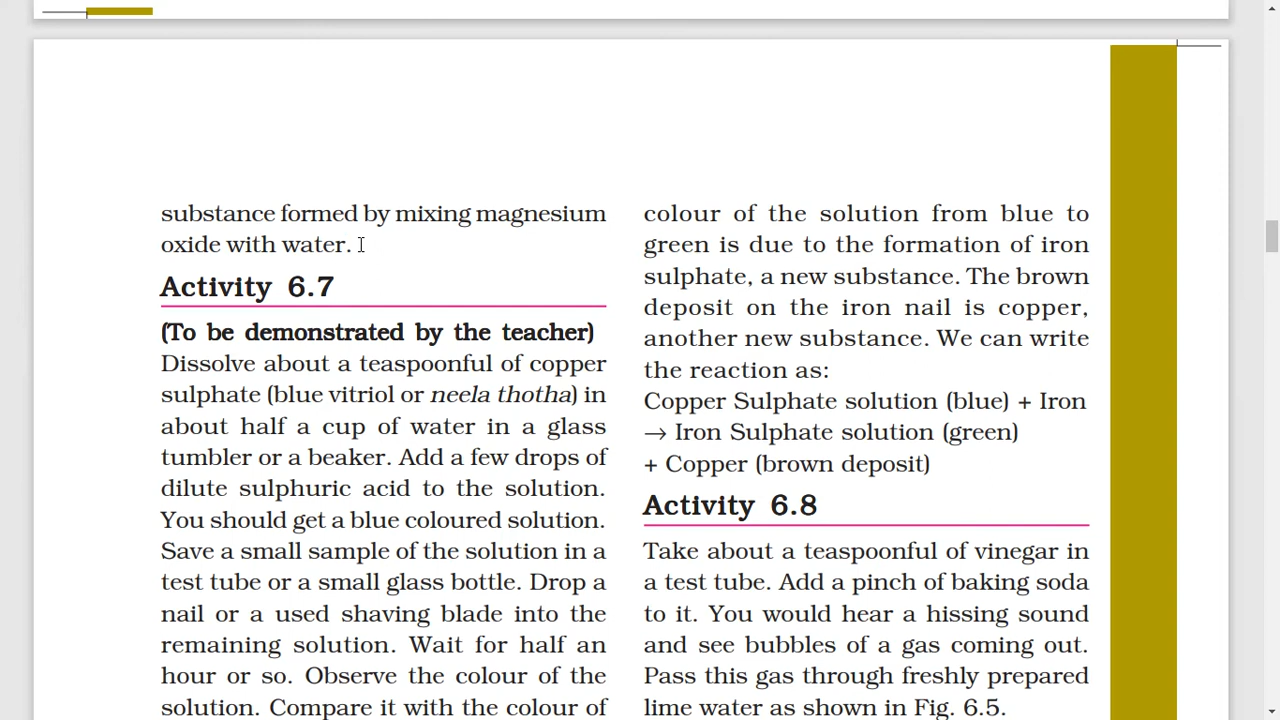 substance formed by mixing magnesium
oxide with water.
Activity 6.7
(To be demonstrated by the teacher)
Dissolve about a teaspoonful of copper
sulphate (blue vitriol or neela thotha) in
about half a cup of water in a glass
tumbler or a beaker. Add a few drops of
dilute sulphuric acid to the solution.
You should get a blue coloured solution.
Save a small sample of the solution in a
test tube or a small glass bottle. Drop a
nail or a used shaving blade into the
remaining solution. Wait for half an
hour or so. Observe the colour of the
solution. Compare it with the colour of
colour of the solution from blue to
green is due to the formation of iron
sulphate, a new substance. The brown
deposit on the iron nail is copper,
another new substance. We can write
the reaction as:
Copper Sulphate solution (blue) + Iron
→ Iron Sulphate solution (green)
+ Copper (brown deposit)
Activity 6.8
Take about a teaspoonful of vinegar in
a test tube. Add a pinch of baking soda
to it. You would hear a hissing sound
and see bubbles of a gas coming out.
Pass this gas through freshly prepared
lime water as shown in Fig. 6.5.